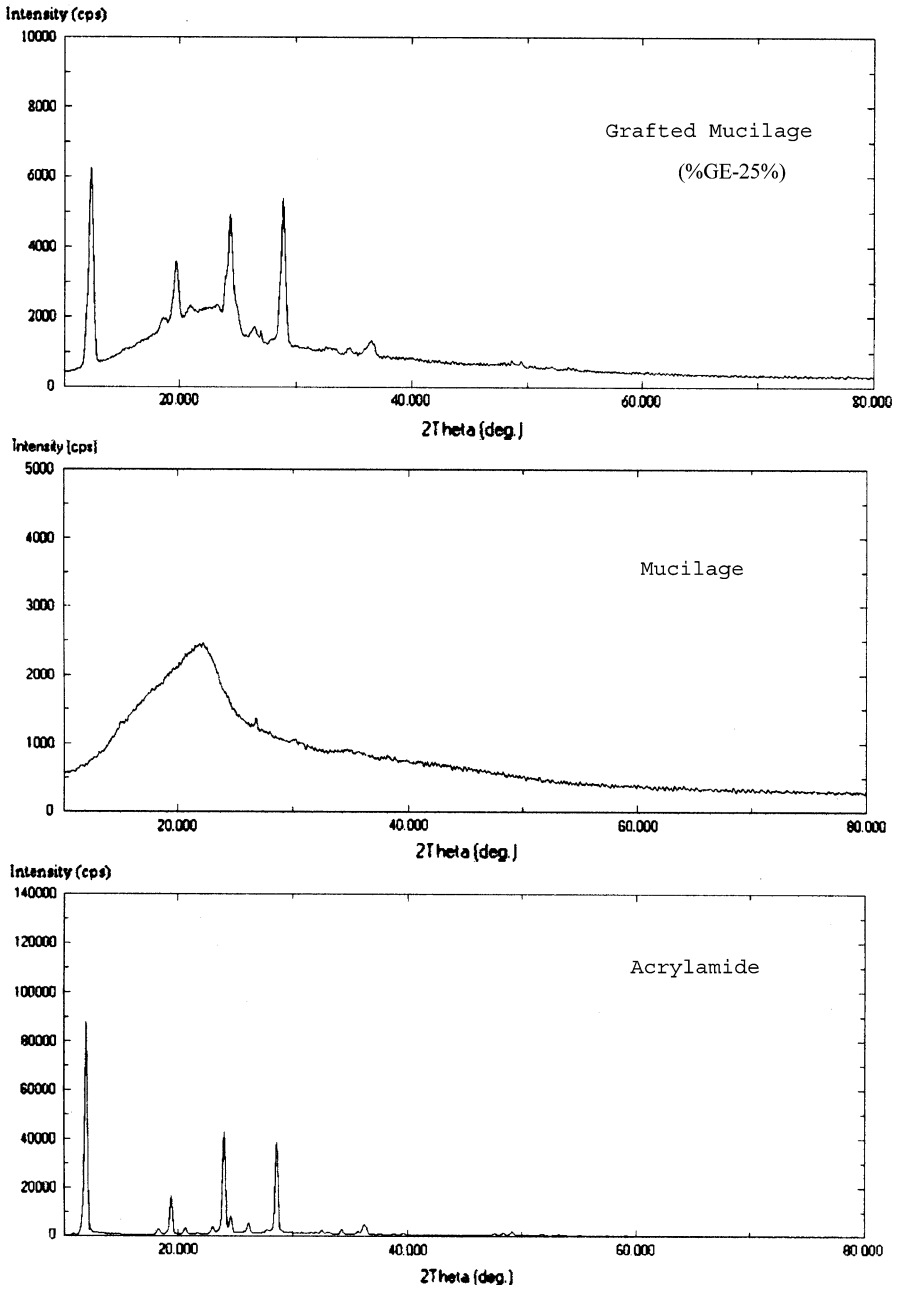 Intensity (cps)
10000
8000
6000
4000
2000
0
Grafted Mucilage
(%GE-25%)
20.000 40.000 60.000 80.000
2Theta (deg.)
Intensity (cps)
5000
4000
3000
2000
1000
0
Mucilage
20.000 40.000 60.000 80.000
2Theta (deg.)
Intensity (cps)
140000
120000
100000
80000
60000
40000
20000
0
Acrylamide
20.000 40.000 60.000 80.000
2Theta (deg.)